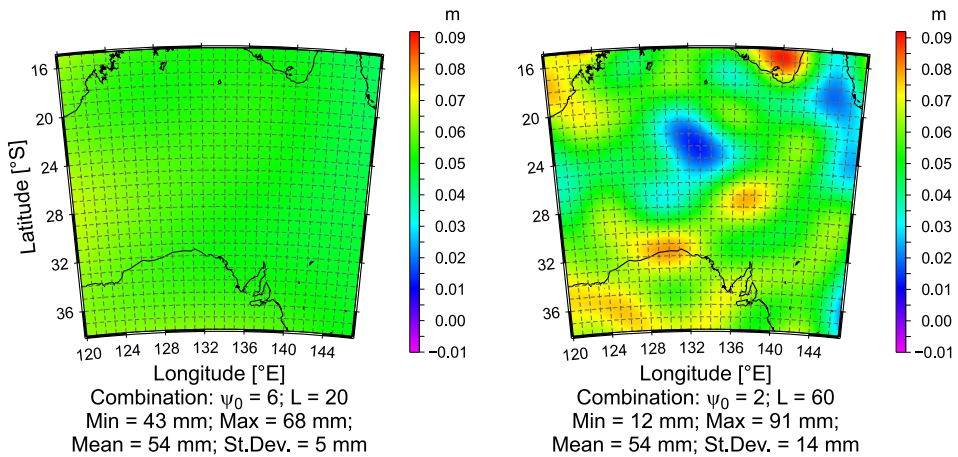 m
0.09
0.08
0.07
0.06
0.05
0.04
0.03
0.02
0.01
0.00
−0.01
16
20
24
28
32
36
Latitude [°S]
120 124 128 132 136 140 144
Longitude [°E]
Combination: ψ0 = 6; L = 20
Min = 43 mm; Max = 68 mm;
Mean = 54 mm; St.Dev. = 5 mm
m
0.09
0.08
0.07
0.06
0.05
0.04
0.03
0.02
0.01
0.00
−0.01
16
20
24
28
32
36
120 124 128 132 136 140 144
Longitude [°E]
Combination: ψ0 = 2; L = 60
Min = 12 mm; Max = 91 mm;
Mean = 54 mm; St.Dev. = 14 mm